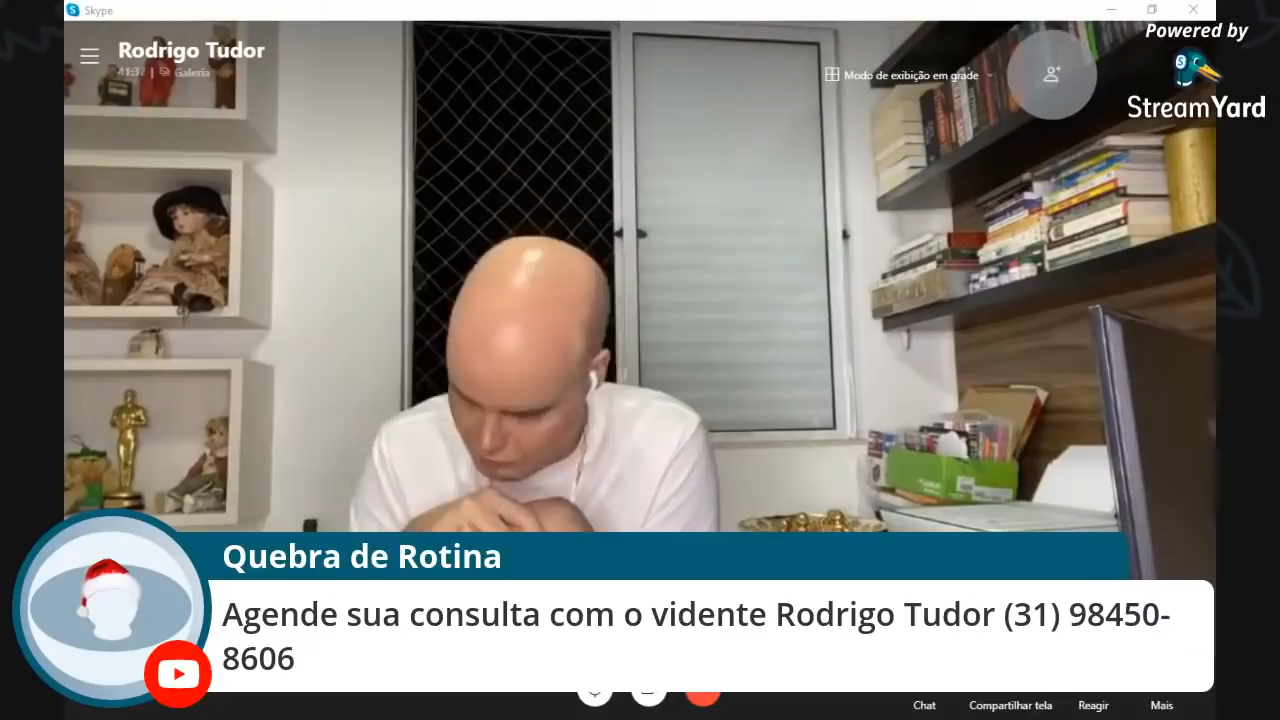 Skype
Rodrigo Tudor
41:37 | Galeria
Modo de exibição em grade
Powered by
StreamYard
Quebra de Rotina
Agende sua consulta com o vidente Rodrigo Tudor (31) 98450-
8606
Chat
Compartilhar tela
Reagir
Mais